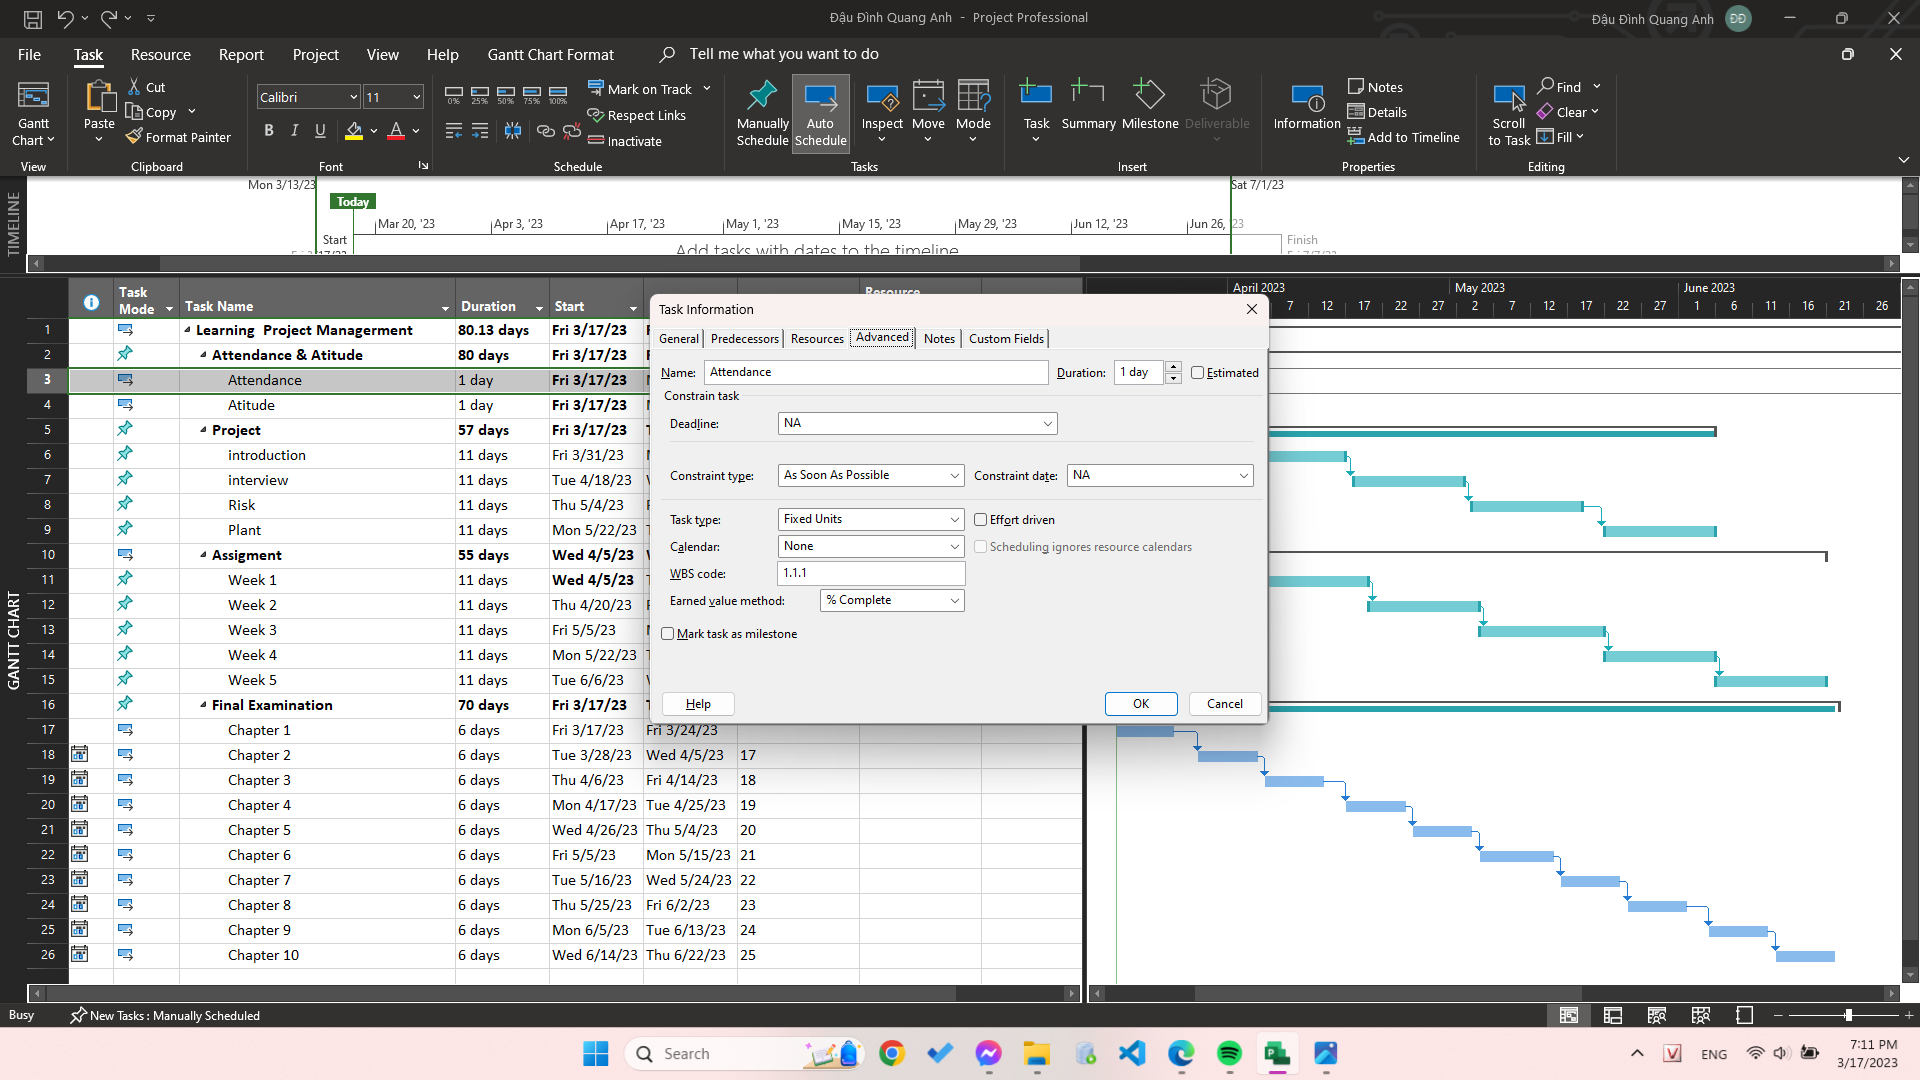 Đậu Đình Quang Anh - Project Professional
Đậu Đình Quang Anh ĐĐ
File Task Resource Report Project View Help Gantt Chart Format Tell me what you want to do
Gantt Chart
View
Paste
Cut
Copy
Format Painter
Clipboard
Calibri 11
B I U A
Font
0% 25% 50% 75% 100%
Mark on Track
Respect Links
Inactivate
Schedule
Manually Schedule
Auto Schedule
Inspect
Move
Mode
Tasks
Task
Summary
Milestone
Deliverable
Insert
Information
Notes
Details
Add to Timeline
Properties
Scroll to Task
Find
Clear
Fill
Editing
TIMELINE
Mon 3/13/23 Sat 7/1/23
Today
Mar 20, '23 Apr 3, '23 Apr 17, '23 May 1, '23 May 15, '23 May 29, '23 Jun 12, '23 Jun 26, '23
Start Finish
Add tasks with dates to the timeline
GANTT CHART
Task Mode Task Name Duration Start Resource
April 2023 May 2023 June 2023
7 12 17 22 27 2 7 12 17 22 27 1 6 11 16 21 26
1 Learning Project Managerment 80.13 days Fri 3/17/23
2 Attendance & Atitude 80 days Fri 3/17/23
3 Attendance 1 day Fri 3/17/23
4 Atitude 1 day Fri 3/17/23
5 Project 57 days Fri 3/17/23
6 introduction 11 days Fri 3/31/23
7 interview 11 days Tue 4/18/23
8 Risk 11 days Thu 5/4/23
9 Plant 11 days Mon 5/22/23
10 Assigment 55 days Wed 4/5/23
11 Week 1 11 days Wed 4/5/23
12 Week 2 11 days Thu 4/20/23
13 Week 3 11 days Fri 5/5/23
14 Week 4 11 days Mon 5/22/23
15 Week 5 11 days Tue 6/6/23
16 Final Examination 70 days Fri 3/17/23
17 Chapter 1 6 days Fri 3/17/23 Fri 3/24/23
18 Chapter 2 6 days Tue 3/28/23 Wed 4/5/23 17
19 Chapter 3 6 days Thu 4/6/23 Fri 4/14/23 18
20 Chapter 4 6 days Mon 4/17/23 Tue 4/25/23 19
21 Chapter 5 6 days Wed 4/26/23 Thu 5/4/23 20
22 Chapter 6 6 days Fri 5/5/23 Mon 5/15/23 21
23 Chapter 7 6 days Tue 5/16/23 Wed 5/24/23 22
24 Chapter 8 6 days Thu 5/25/23 Fri 6/2/23 23
25 Chapter 9 6 days Mon 6/5/23 Tue 6/13/23 24
26 Chapter 10 6 days Wed 6/14/23 Thu 6/22/23 25
Task Information
General Predecessors Resources Advanced Notes Custom Fields
Name: Attendance Duration: 1 day Estimated
Constrain task
Deadline: NA
Constraint type: As Soon As Possible Constraint date: NA
Task type: Fixed Units Effort driven
Calendar: None Scheduling ignores resource calendars
WBS code: 1.1.1
Earned value method: % Complete
Mark task as milestone
Help OK Cancel
Busy New Tasks : Manually Scheduled
Search
ENG
7:11 PM
3/17/2023